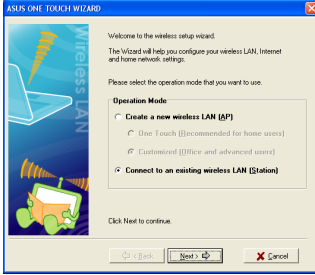 ASUS ONE TOUCH WIZARD
Wireless LAN
Welcome to the wireless setup wizard.
The Wizard will help you configure your wireless LAN, Internet
and home network settings.
Please select the operation mode that you want to use.
Operation Mode
Create a new wireless LAN (AP)
One Touch (Recommended for home users)
Customized (Office and advanced users)
Connect to an existing wireless LAN (Station)
Click Next to continue.
< Back
Next >
Cancel